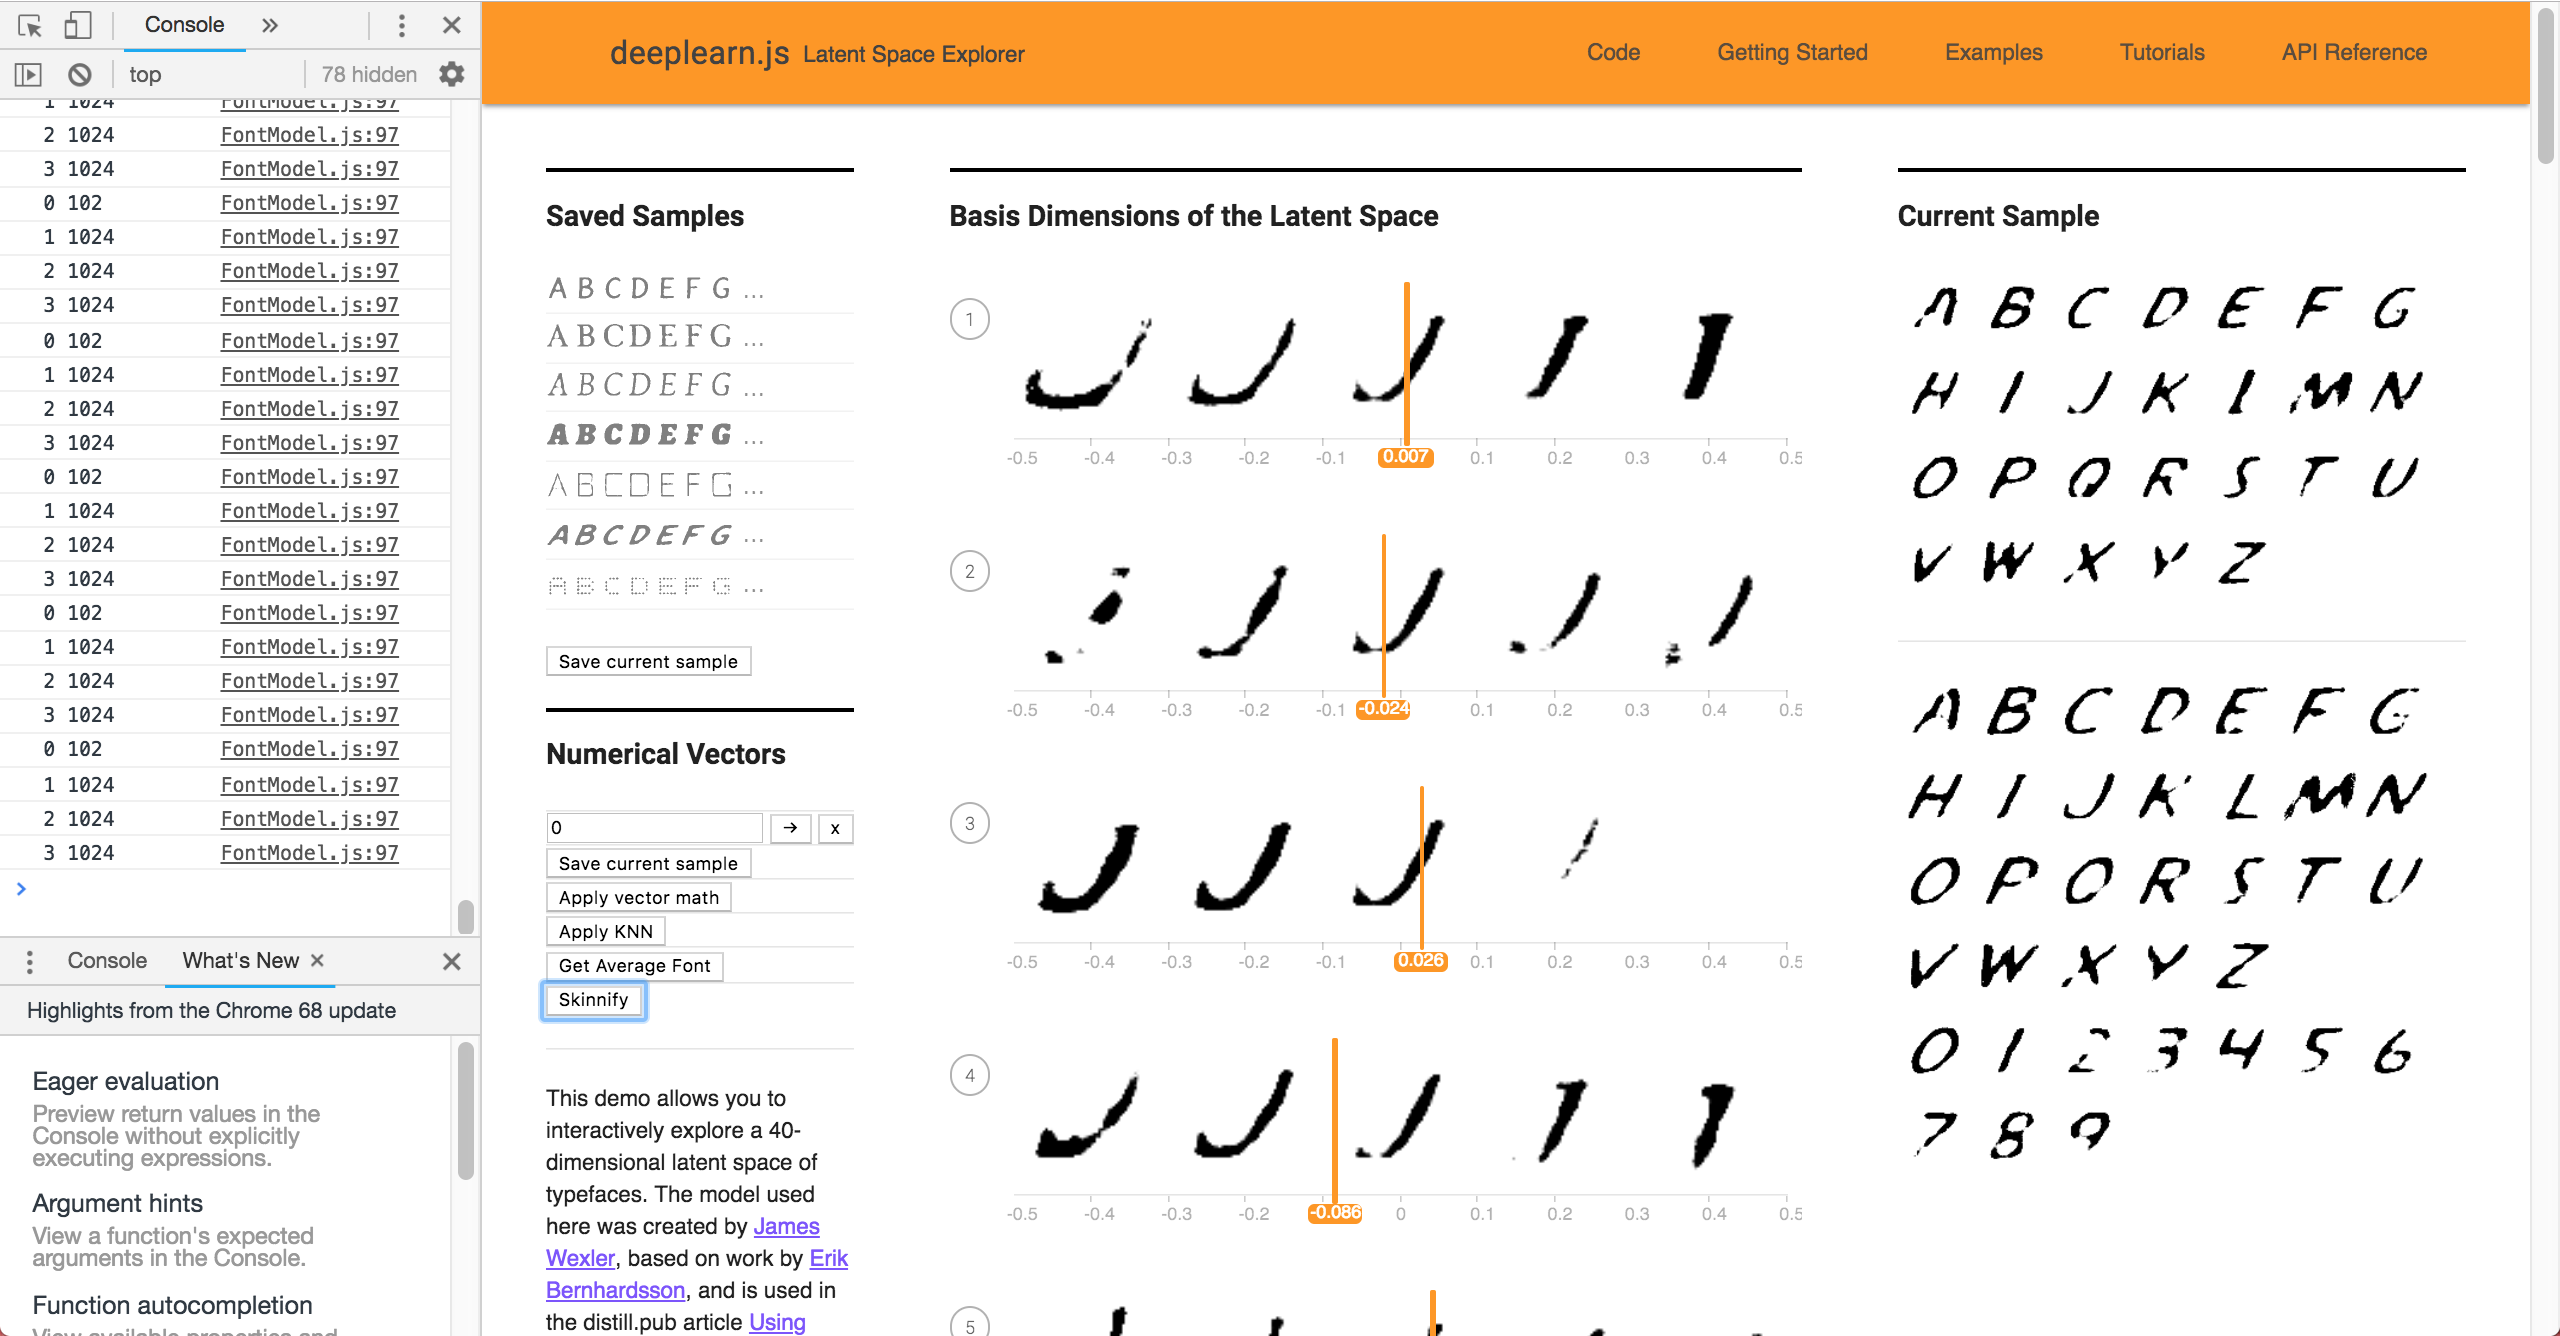 Console »
top 78 hidden
1 1024 FontModel.js:97
2 1024 FontModel.js:97
3 1024 FontModel.js:97
0 102 FontModel.js:97
1 1024 FontModel.js:97
2 1024 FontModel.js:97
3 1024 FontModel.js:97
0 102 FontModel.js:97
1 1024 FontModel.js:97
2 1024 FontModel.js:97
3 1024 FontModel.js:97
0 102 FontModel.js:97
1 1024 FontModel.js:97
2 1024 FontModel.js:97
3 1024 FontModel.js:97
0 102 FontModel.js:97
1 1024 FontModel.js:97
2 1024 FontModel.js:97
3 1024 FontModel.js:97
0 102 FontModel.js:97
1 1024 FontModel.js:97
2 1024 FontModel.js:97
3 1024 FontModel.js:97
Console What's New
Highlights from the Chrome 68 update
Eager evaluation
Preview return values in the
Console without explicitly
executing expressions.
Argument hints
View a function's expected
arguments in the Console.
Function autocompletion
View available properties and
deeplearn.js Latent Space Explorer
Code Getting Started Examples Tutorials API Reference
Saved Samples
A B C D E F G ...
A B C D E F G ...
A B C D E F G ...
A B C D E F G ...
A B C D E F G ...
A B C D E F G ...
A B C D E F G ...
Save current sample
Numerical Vectors
0 → x
Save current sample
Apply vector math
Apply KNN
Get Average Font
Skinnify
This demo allows you to
interactively explore a 40-
dimensional latent space of
typefaces. The model used
here was created by James
Wexler, based on work by Erik
Bernhardsson, and is used in
the distill.pub article Using
Basis Dimensions of the Latent Space
1
J J J
-0.5 -0.4 -0.3 -0.2 -0.1 0.007 0.1 0.2 0.3 0.4 0.5
2
J J
-0.5 -0.4 -0.3 -0.2 -0.1 -0.024 0.1 0.2 0.3 0.4 0.5
3
J J J
-0.5 -0.4 -0.3 -0.2 -0.1 0.026 0.1 0.2 0.3 0.4 0.5
4
J J J
-0.5 -0.4 -0.3 -0.2 -0.086 0 0.1 0.2 0.3 0.4 0.5
5
Current Sample
A B C D E F G
H I J K L M N
O P Q R S T U
V W X Y Z
A B C D E F G
H I J K L M N
O P Q R S T U
V W X Y Z
0 1 2 3 4 5 6
7 8 9